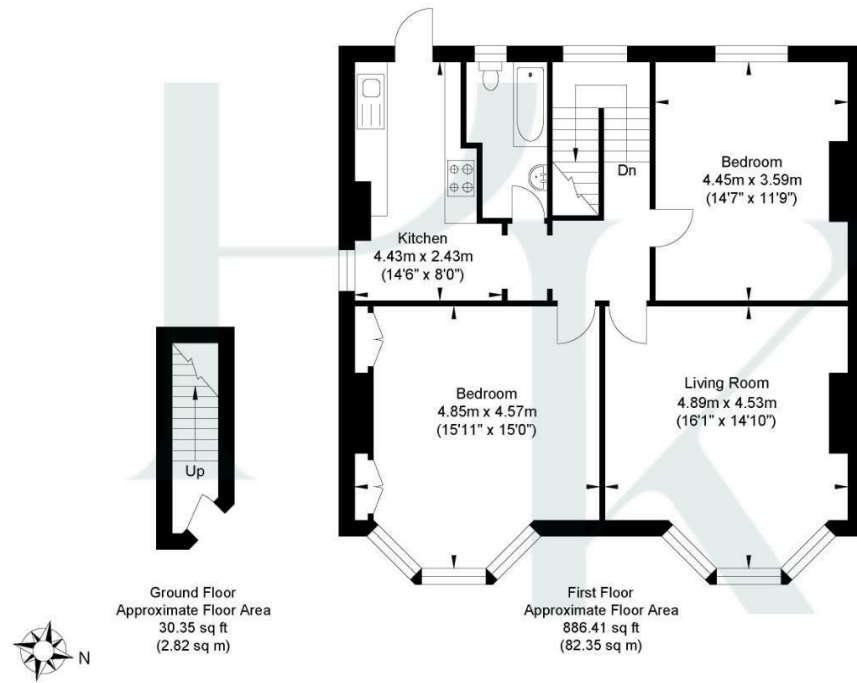 Bedroom
4.45m x 3.59m
(14'7" x 11'9")
Dn
Kitchen
4.43m x 2.43m
(14'6" x 8'0")
Bedroom
4.85m x 4.57m
(15'11" x 15'0")
Living Room
4.89m x 4.53m
(16'1" x 14'10")
Up
Ground Floor
Approximate Floor Area
30.35 sq ft
(2.82 sq m)
First Floor
Approximate Floor Area
886.41 sq ft
(82.35 sq m)
N